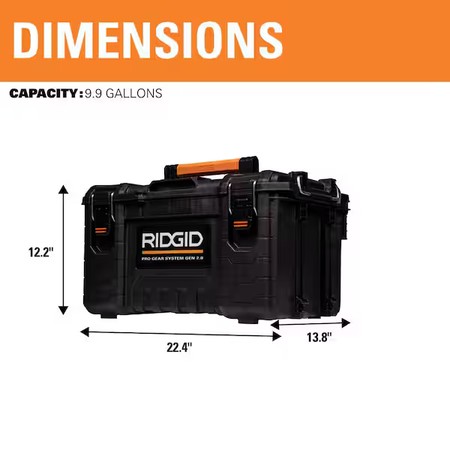 DIMENSIONS
CAPACITY: 9.9 GALLONS
12.2"
RIDGID
PRO GEAR SYSTEM GEN 2.0
13.8"
22.4"